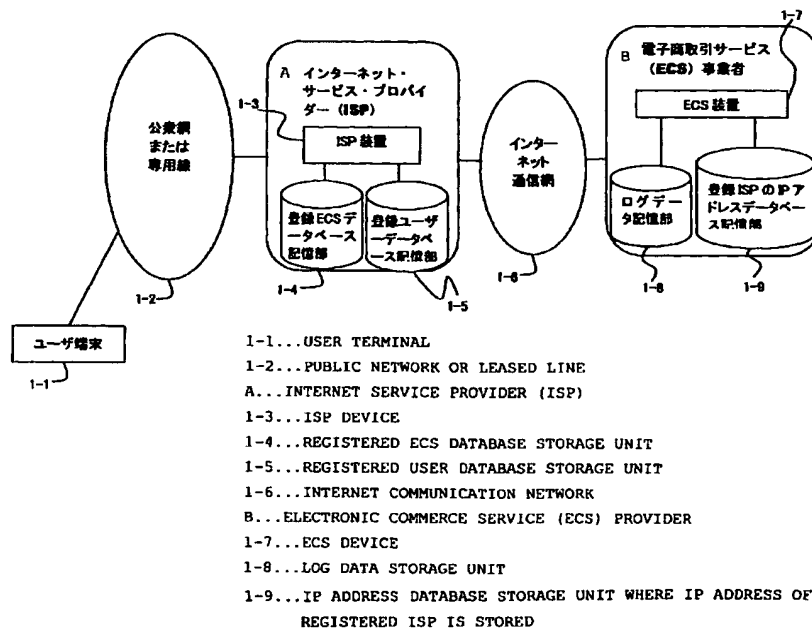 1-7
A インターネット・
サービス・プロバイ
ダー(ISP)
B 電子商取引サービス
(ECS)事業者
1-3
ISP 装置
ECS 装置
公衆網
または
専用線
インター
ネット
通信網
登録ECSデ
ータベース
記憶部
登録ユーザ
ーデータベ
ース記憶部
ログデー
タ記憶部
登録ISPのIPア
ドレスデータベ
ース記憶部
1-2
1-4
1-5
1-6
1-8
1-9
ユーザ端末
1-1
1-1...USER TERMINAL
1-2...PUBLIC NETWORK OR LEASED LINE
A...INTERNET SERVICE PROVIDER (ISP)
1-3...ISP DEVICE
1-4...REGISTERED ECS DATABASE STORAGE UNIT
1-5...REGISTERED USER DATABASE STORAGE UNIT
1-6...INTERNET COMMUNICATION NETWORK
B...ELECTRONIC COMMERCE SERVICE (ECS) PROVIDER
1-7...ECS DEVICE
1-8...LOG DATA STORAGE UNIT
1-9...IP ADDRESS DATABASE STORAGE UNIT WHERE IP ADDRESS OF
REGISTERED ISP IS STORED